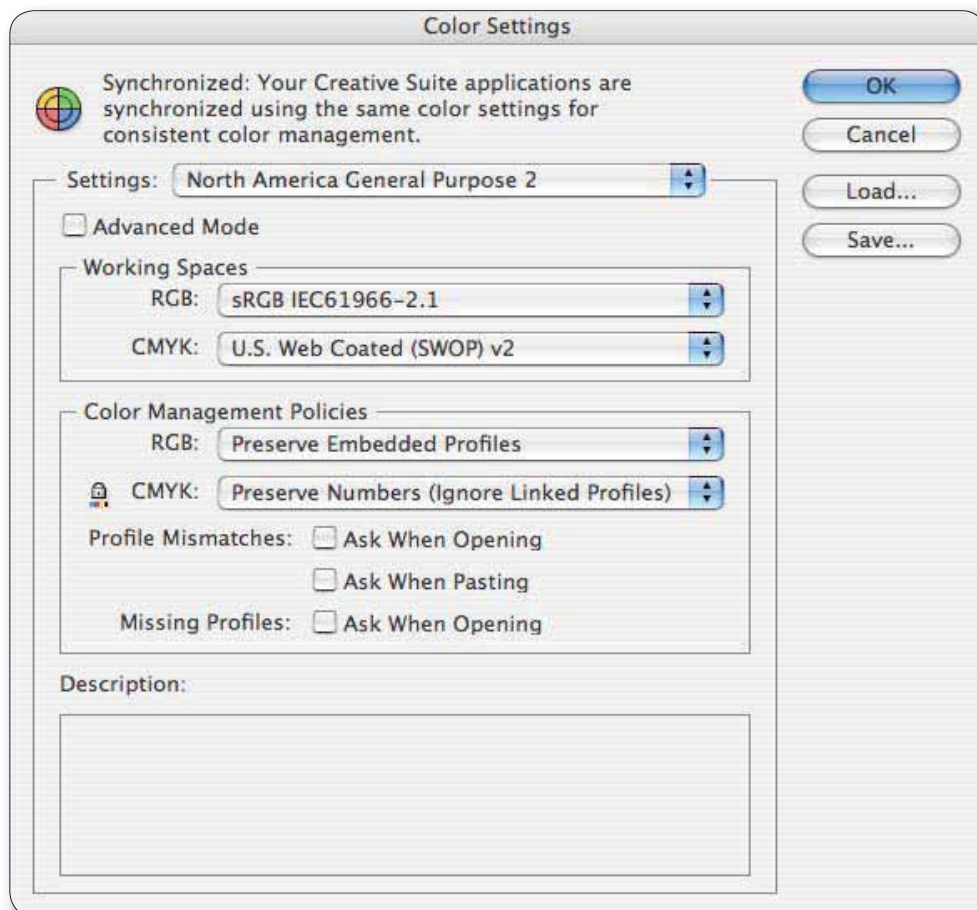 Color Settings
Synchronized: Your Creative Suite applications are
synchronized using the same color settings for
consistent color management.
OK
Cancel
Load...
Save...
Settings: North America General Purpose 2
Advanced Mode
Working Spaces
RGB: sRGB IEC61966-2.1
CMYK: U.S. Web Coated (SWOP) v2
Color Management Policies
RGB: Preserve Embedded Profiles
CMYK: Preserve Numbers (Ignore Linked Profiles)
Profile Mismatches: Ask When Opening
Ask When Pasting
Missing Profiles: Ask When Opening
Description: